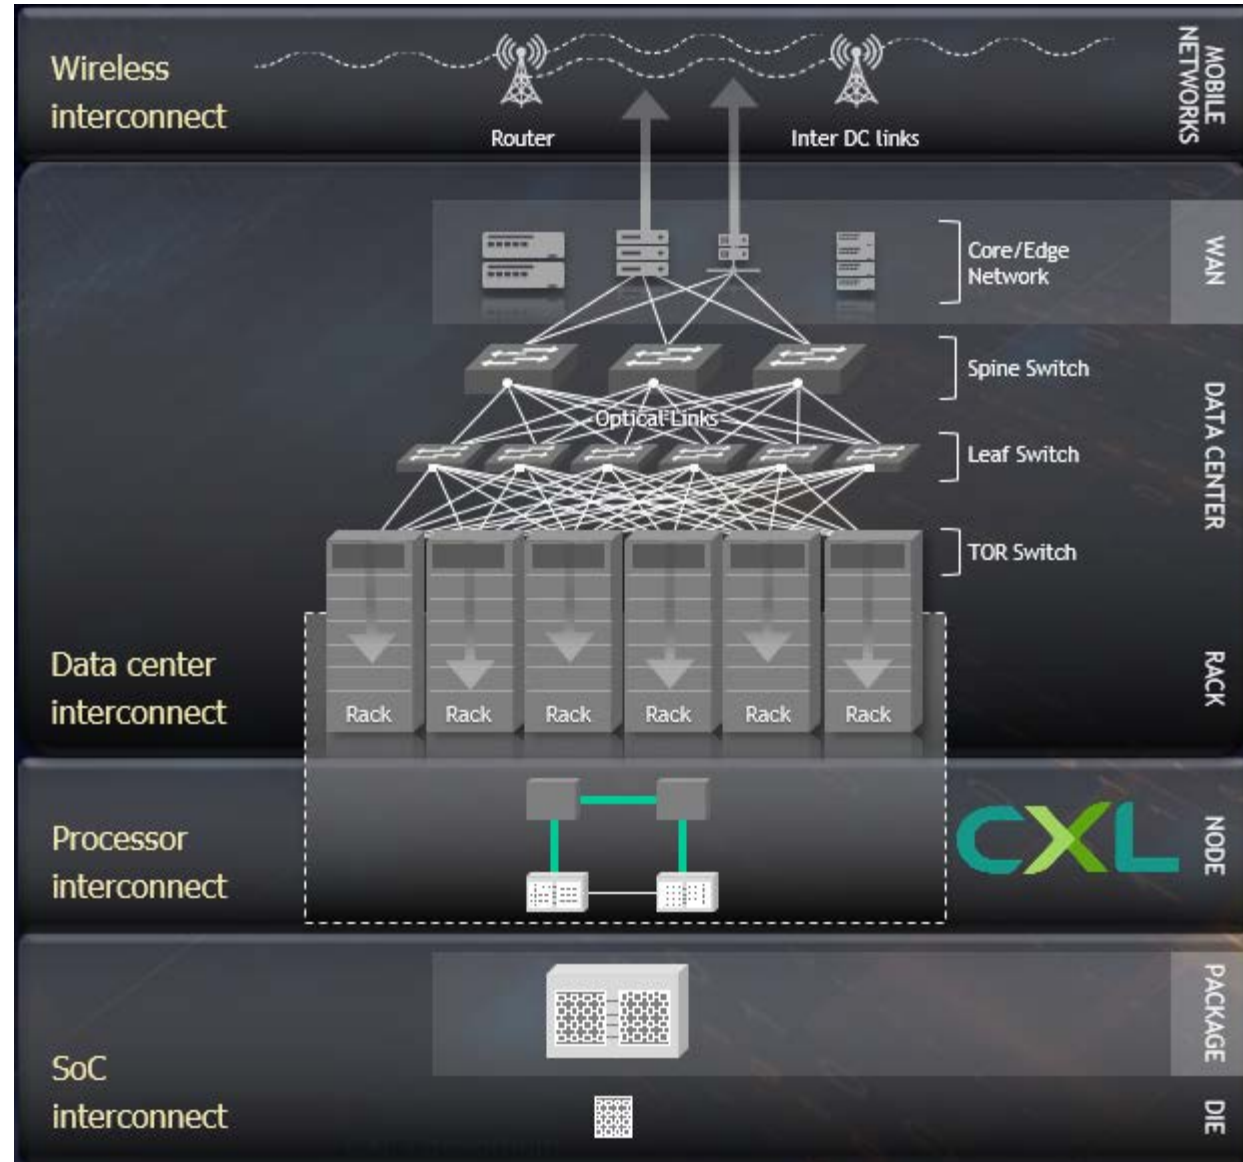 Wireless
interconnect
Router
Inter DC links
MOBILE
NETWORKS
Core/Edge
Network
WAN
Spine Switch
Optical Links
Leaf Switch
DATA CENTER
TOR Switch
Data center
interconnect
Rack
Rack
Rack
Rack
Rack
Rack
RACK
Processor
interconnect
CXL
NODE
PACKAGE
SoC
interconnect
DIE